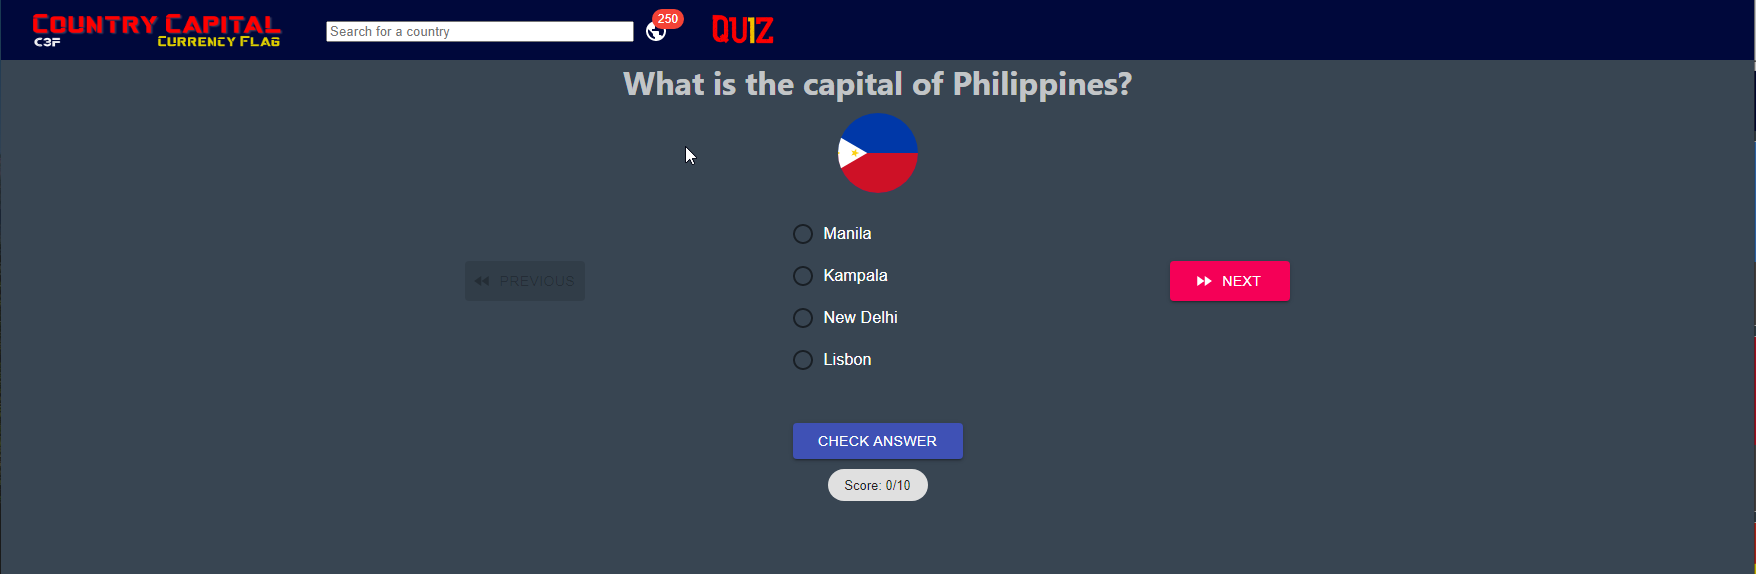 COUNTRY CAPITAL
C3F CURRENCY FLAG
Search for a country
250
QU1Z
What is the capital of Philippines?
Manila
Kampala
New Delhi
Lisbon
PREVIOUS
NEXT
CHECK ANSWER
Score: 0/10